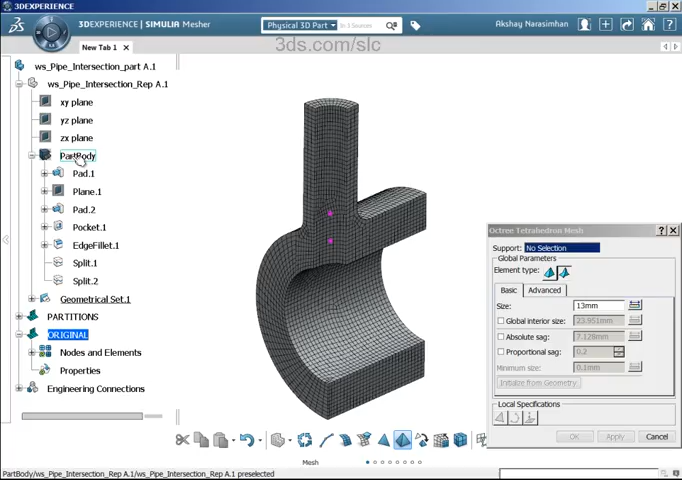 3DEXPERIENCE
3DEXPERIENCE | SIMULIA Mesher
Physical 3D Part
In 3 Sources
Akshay Narasimhan
New Tab 1
3ds.com/slc
ws_Pipe_Intersection_part A.1
ws_Pipe_Intersection_Rep A.1
xy plane
yz plane
zx plane
PartBody
Pad.1
Plane.1
Pad.2
Pocket.1
EdgeFillet.1
Split.1
Split.2
Geometrical Set.1
PARTITIONS
ORIGINAL
Nodes and Elements
Properties
Engineering Connections
Octree Tetrahedron Mesh
Support: No Selection
Global Parameters
Element type:
Basic Advanced
Size: 13mm
Global interior size: 23.951mm
Absolute sag: 7.128mm
Proportional sag: 0.2
Minimum size: 0.1mm
Initialize from Geometry
Local Specifications
OK Apply Cancel
Mesh
PartBody/ws_Pipe_Intersection_Rep A.1/ws_Pipe_Intersection_Rep A.1 preselected